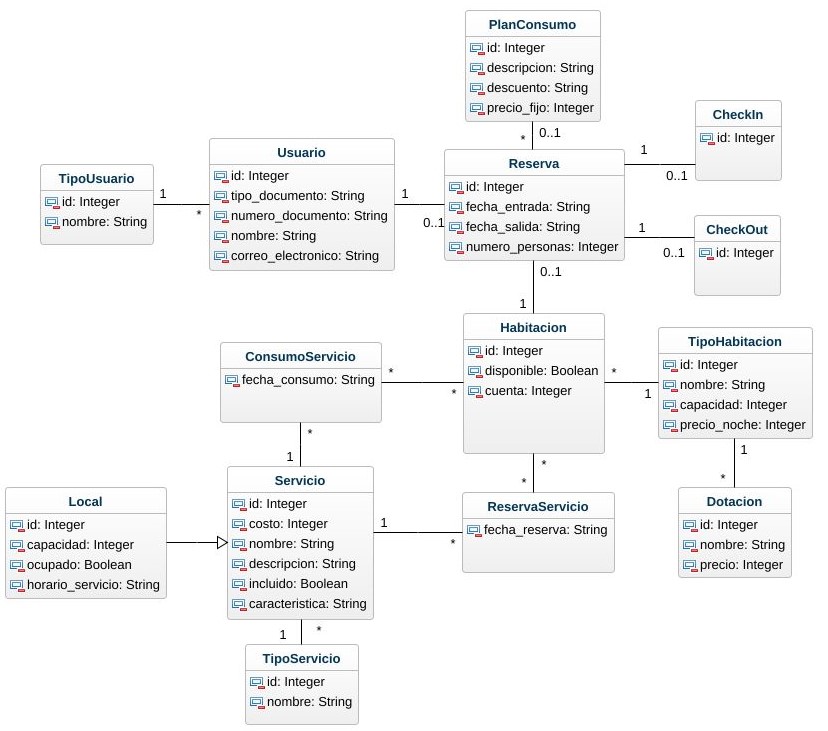 PlanConsumo
id: Integer
descripcion: String
descuento: String
precio_fijo: Integer
*
0..1
CheckIn
id: Integer
1
0..1
Usuario
id: Integer
tipo_documento: String
numero_documento: String
nombre: String
correo_electronico: String
TipoUsuario
id: Integer
nombre: String
1
*
1
0..1
Reserva
id: Integer
fecha_entrada: String
fecha_salida: String
numero_personas: Integer
1
0..1
CheckOut
id: Integer
0..1
1
Habitacion
id: Integer
disponible: Boolean
cuenta: Integer
ConsumoServicio
fecha_consumo: String
*
*
*
1
TipoHabitacion
id: Integer
nombre: String
capacidad: Integer
precio_noche: Integer
*
1
1
*
Dotacion
id: Integer
nombre: String
precio: Integer
*
*
ReservaServicio
fecha_reserva: String
Servicio
id: Integer
costo: Integer
nombre: String
descripcion: String
incluido: Boolean
caracteristica: String
1
*
Local
id: Integer
capacidad: Integer
ocupado: Boolean
horario_servicio: String
1
*
TipoServicio
id: Integer
nombre: String